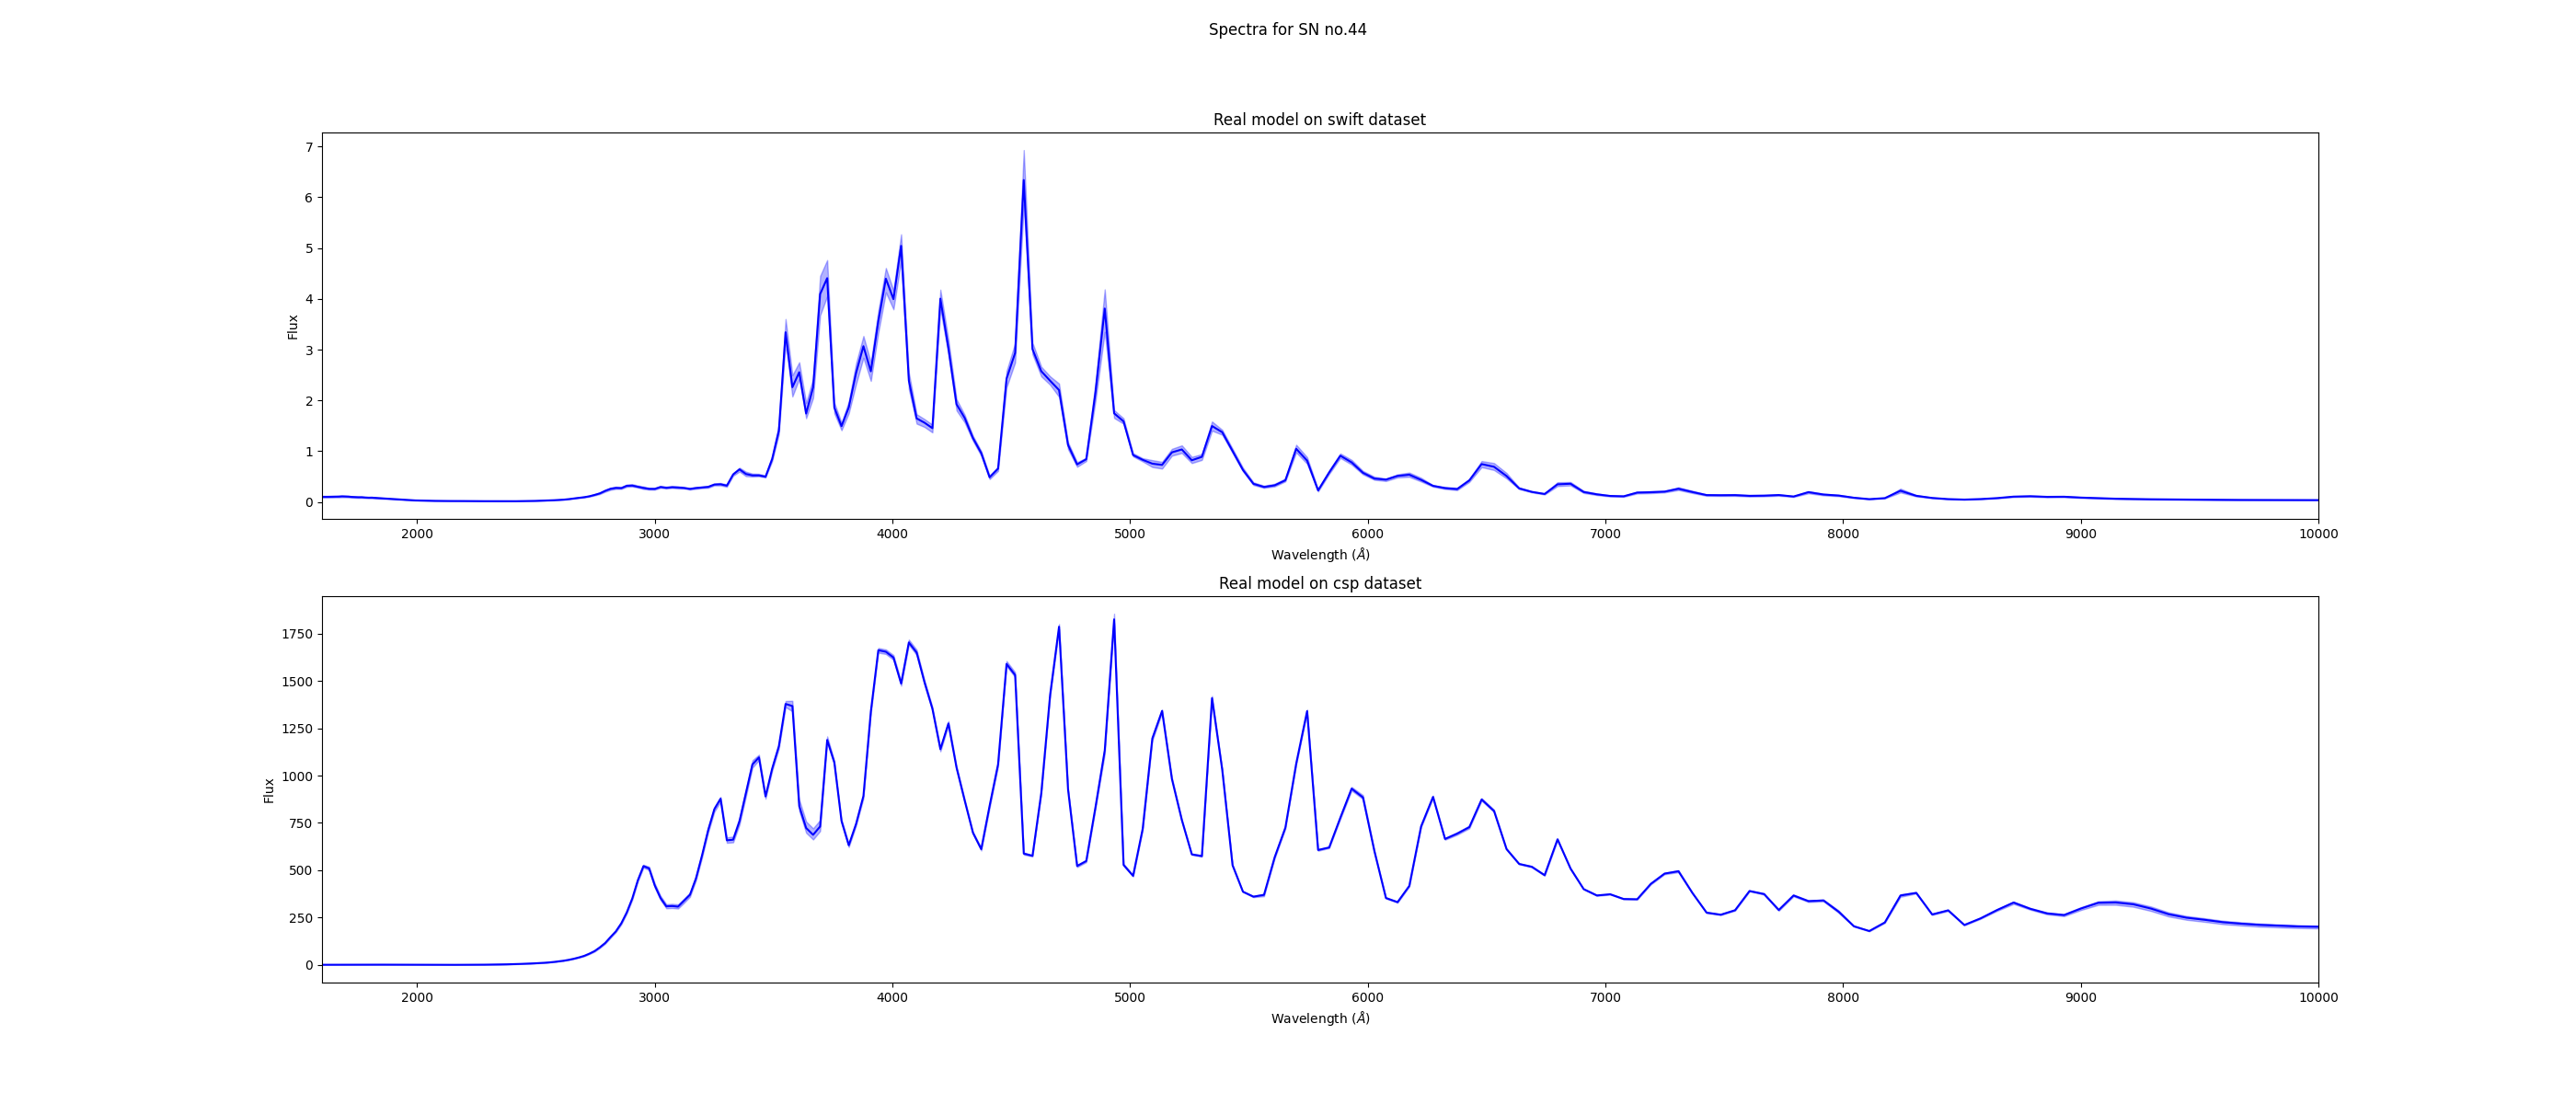 Spectra for SN no.44
Real model on swift dataset
7
6
5
4
3
2
1
0
Flux
2000 3000 4000 5000 6000 7000 8000 9000 10000
Wavelength (Å)
Real model on csp dataset
1750
1500
1250
1000
750
500
250
0
Flux
2000 3000 4000 5000 6000 7000 8000 9000 10000
Wavelength (Å)